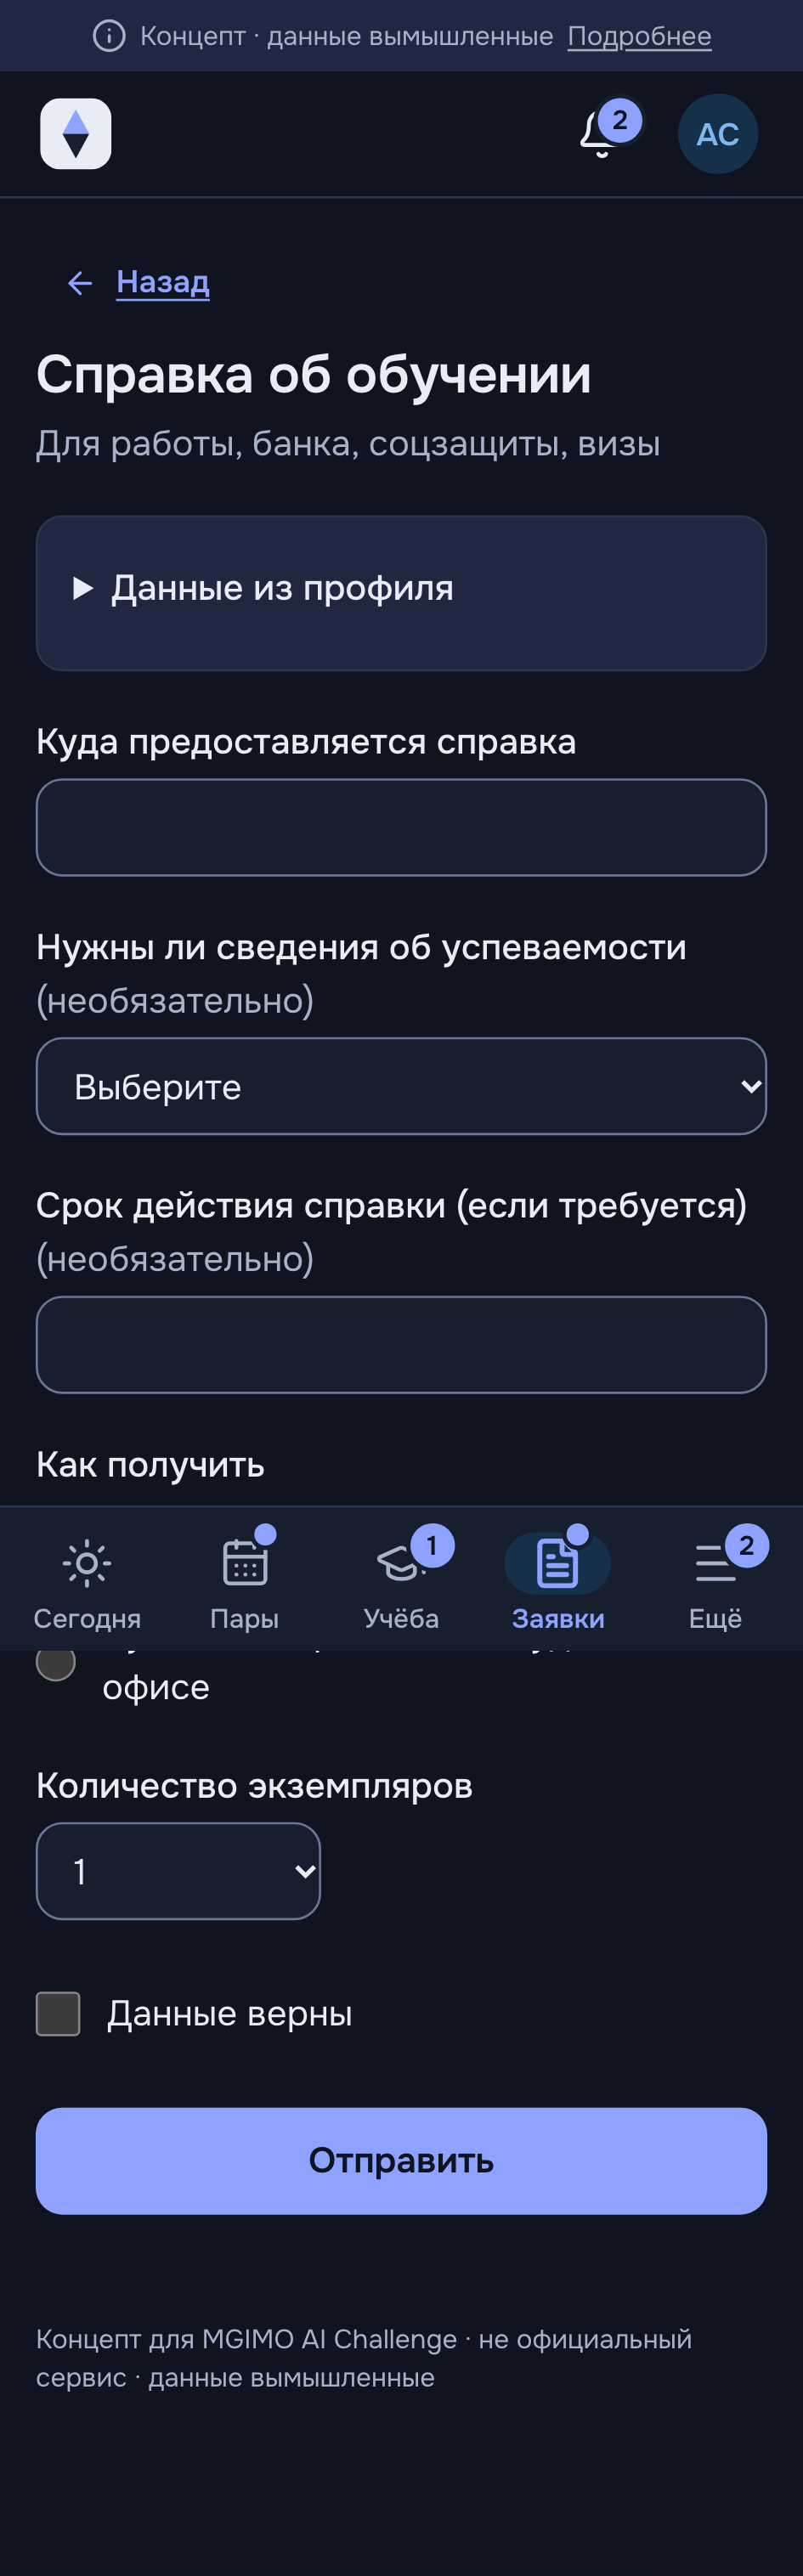 Концепт · данные вымышленные Подробнее
2
АС
Назад
Справка об обучении
Для работы, банка, соцзащиты, визы
Данные из профиля
Куда предоставляется справка
Нужны ли сведения об успеваемости
(необязательно)
Выберите
Срок действия справки (если требуется)
(необязательно)
Как получить
1
2
Сегодня
Пары
Учёба
Заявки
Ещё
офисе
Количество экземпляров
1
Данные верны
Отправить
Концепт для MGIMO AI Challenge · не официальный
сервис · данные вымышленные